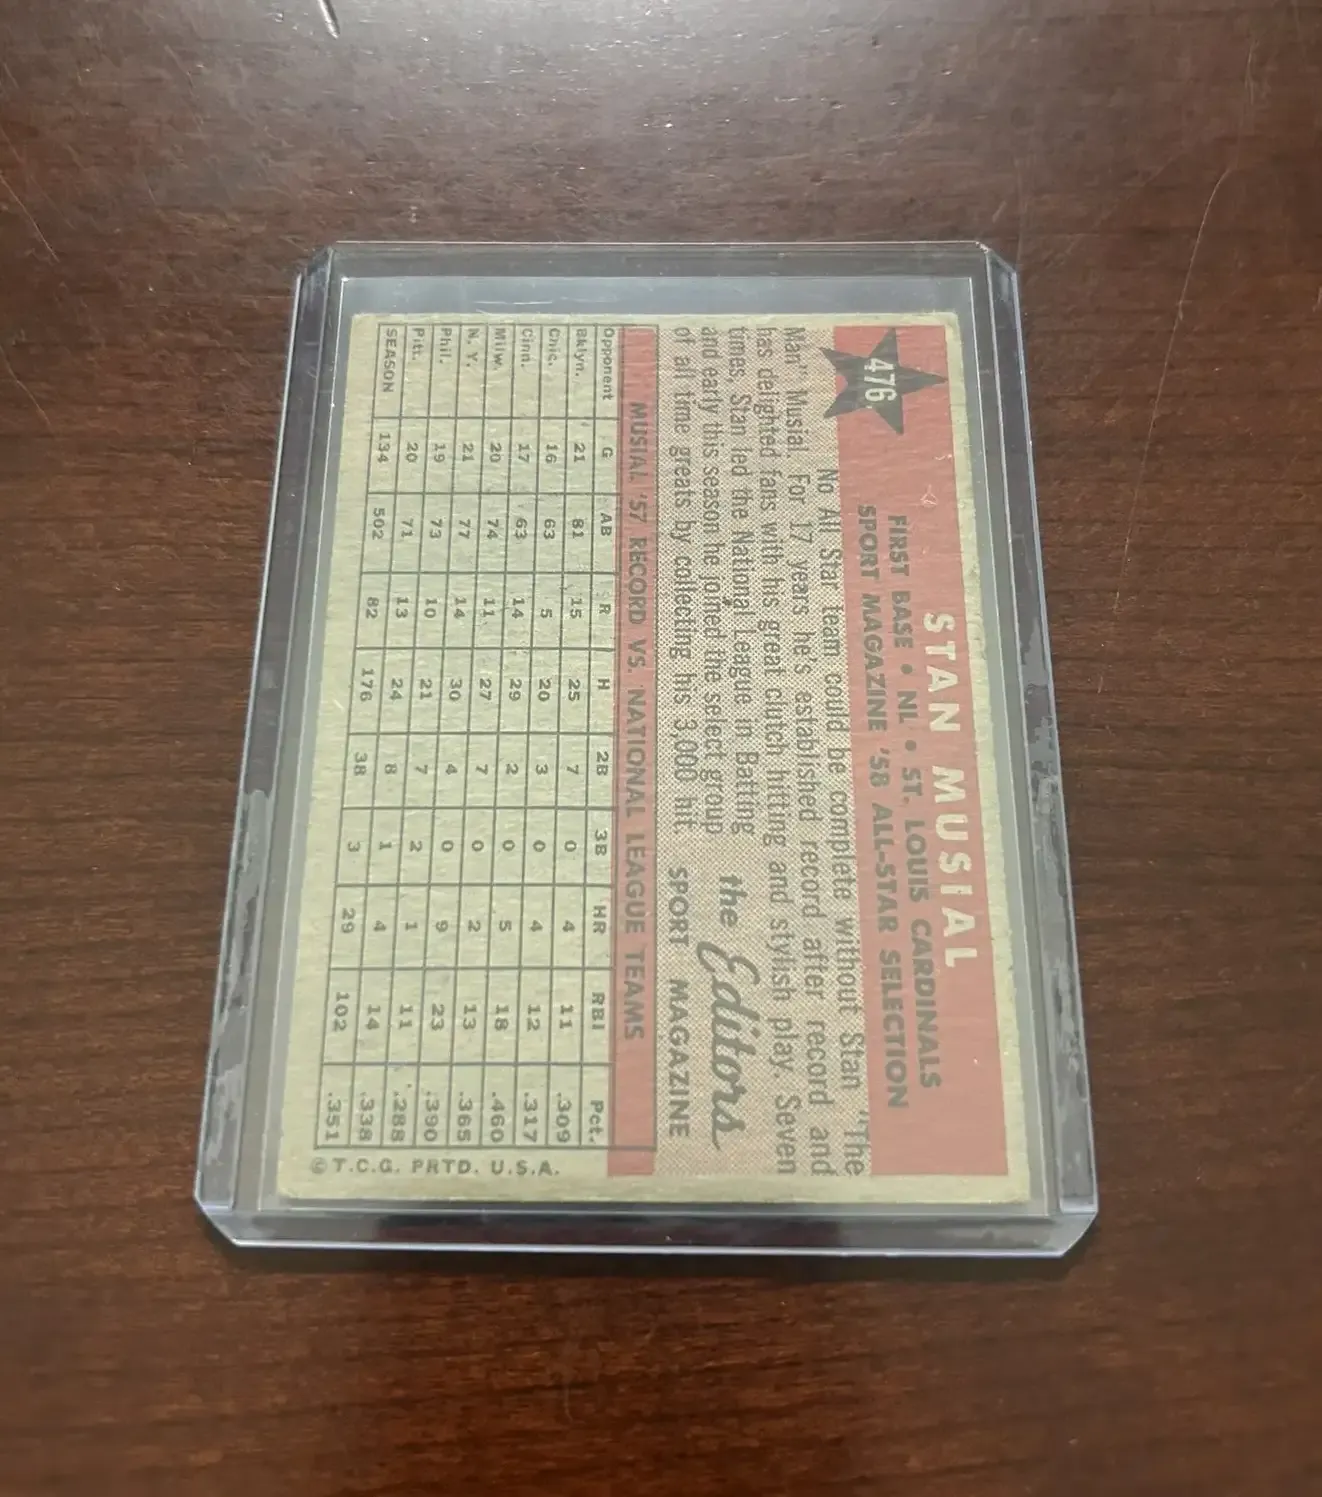 476
STAN MUSIAL
FIRST BASE • NL • ST. LOUIS CARDINALS
SPORT MAGAZINE '58 ALL-STAR SELECTION
No All Star team could be complete without Stan "The
Man" Musial. For 17 years he's established record after record and
has delighted fans with his great clutch hitting and stylish play. Seven
times, Stan led the National League in Batting
and early this season he joined the select group
of all time greats by collecting his 3,000 hit.
the Editors
SPORT MAGAZINE
MUSIAL '57 RECORD VS. NATIONAL LEAGUE TEAMS
Opponent G AB R H 2B 3B HR RBI Pct.
Bklyn. 21 81 15 25 7 0 4 11 .309
Chic. 16 63 5 20 3 0 4 12 .317
Cinn. 17 63 14 29 2 0 5 18 .460
Milw. 20 74 11 27 7 0 2 13 .365
N. Y. 21 77 14 30 4 0 9 23 .390
Phil. 19 73 10 21 7 2 1 11 .288
Pitt. 20 71 13 24 8 1 4 14 .338
SEASON 134 502 82 176 38 3 29 102 .351
© T.C.G. PRTD. U.S.A.